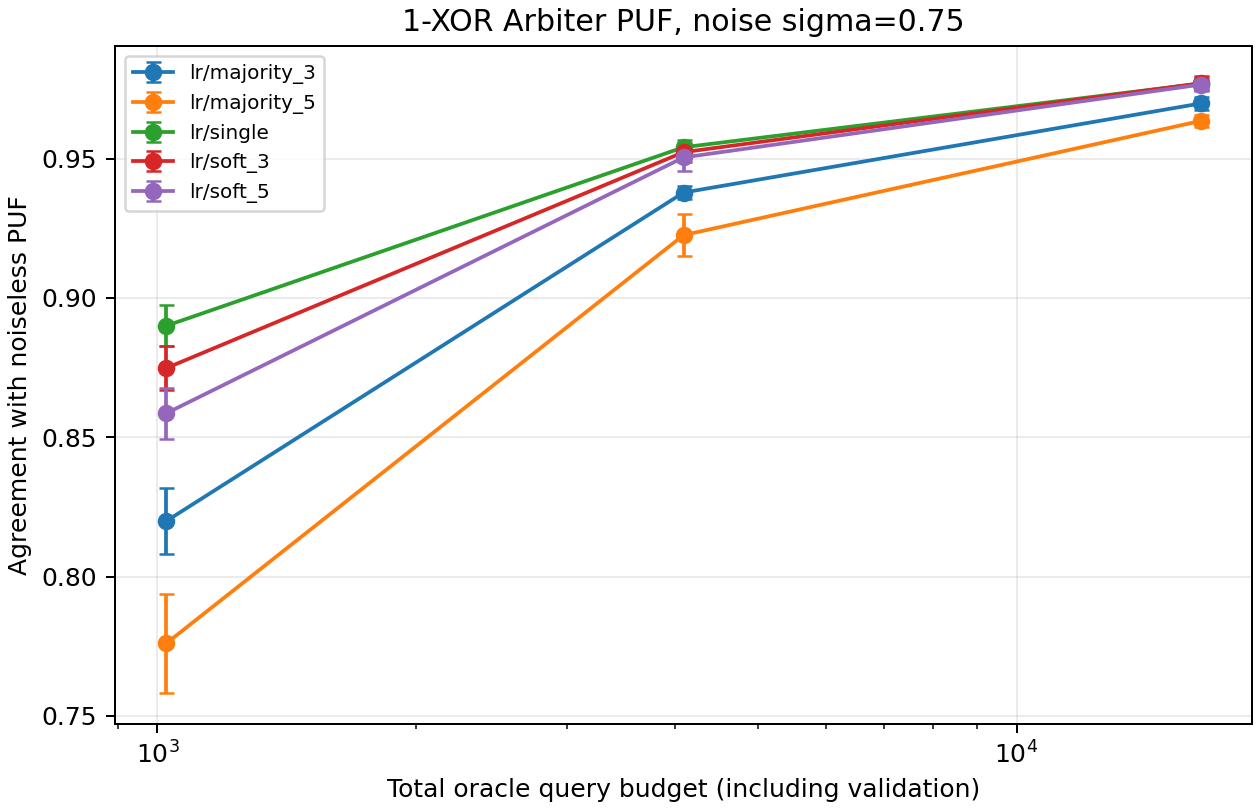 1-XOR Arbiter PUF, noise sigma=0.75
lr/majority_3
lr/majority_5
lr/single
lr/soft_3
lr/soft_5
Agreement with noiseless PUF
0.95
0.90
0.85
0.80
0.75
10³
10⁴
Total oracle query budget (including validation)